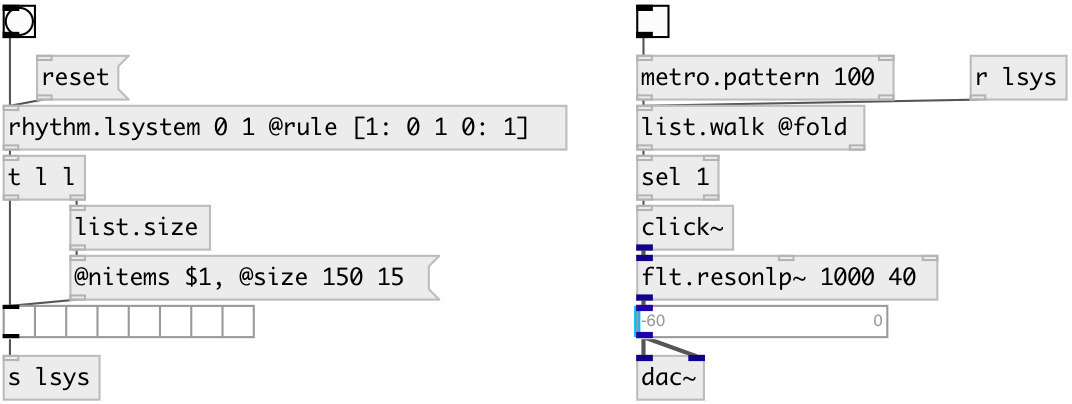 reset
rhythm.lsystem 0 1 @rule [1: 0 1 0: 1]
t l l
list.size
@nitems $1, @size 150 15
s lsys
metro.pattern 100
r lsys
list.walk @fold
sel 1
click~
flt.resonlp~ 1000 40
-60 0
dac~